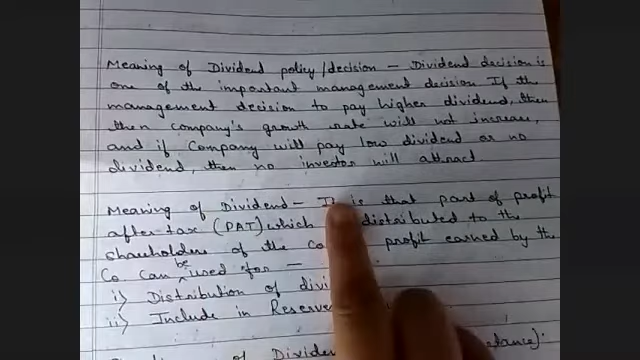 Meaning of Dividend policy/decision - Dividend decision is
one of the important management decision If the
management decision to pay higher dividend, then
then company's growth rate will not increase,
and if Company will pay low dividend or no
dividend, then no investor will attract
Meaning of Dividend - It is that part of profit
after tax (PAT) which distributed to the
shareholders of the profit earned by the
Co can be used for -
i) Distribution of
ii) Include in
of